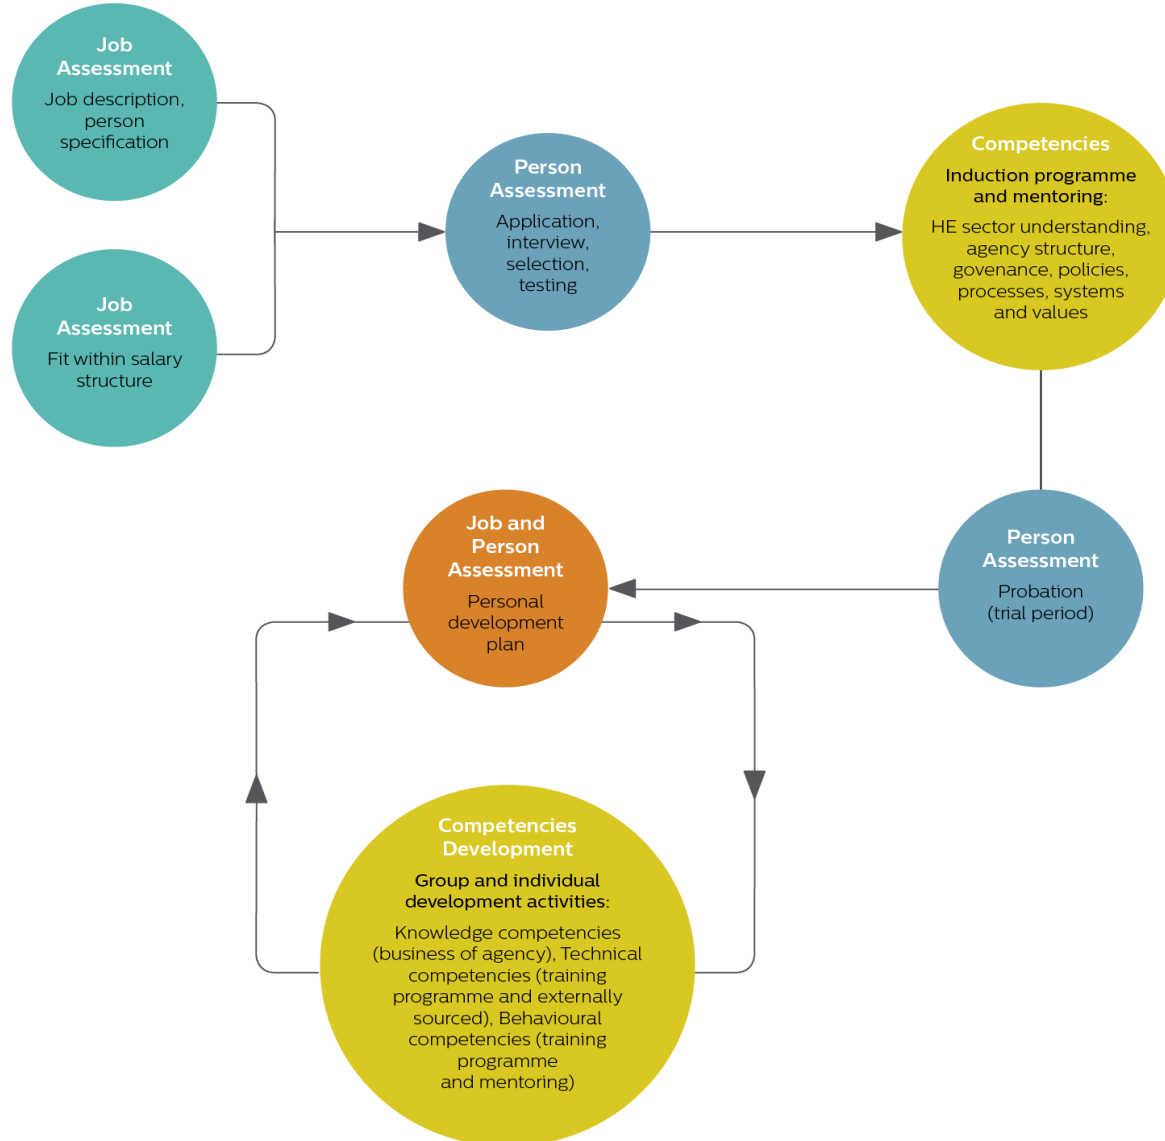 Job
Assessment
Job description,
person
specification
Job
Assessment
Fit within salary
structure
Person
Assessment
Application,
interview,
selection,
testing
Competencies
Induction programme
and mentoring:
HE sector understanding,
agency structure,
govenance, policies,
processes, systems
and values
Person
Assessment
Probation
(trial period)
Job and
Person
Assessment
Personal
development
plan
Competencies
Development
Group and individual
development activities:
Knowledge competencies
(business of agency), Technical
competencies (training
programme and externally
sourced), Behavioural
competencies (training
programme
and mentoring)